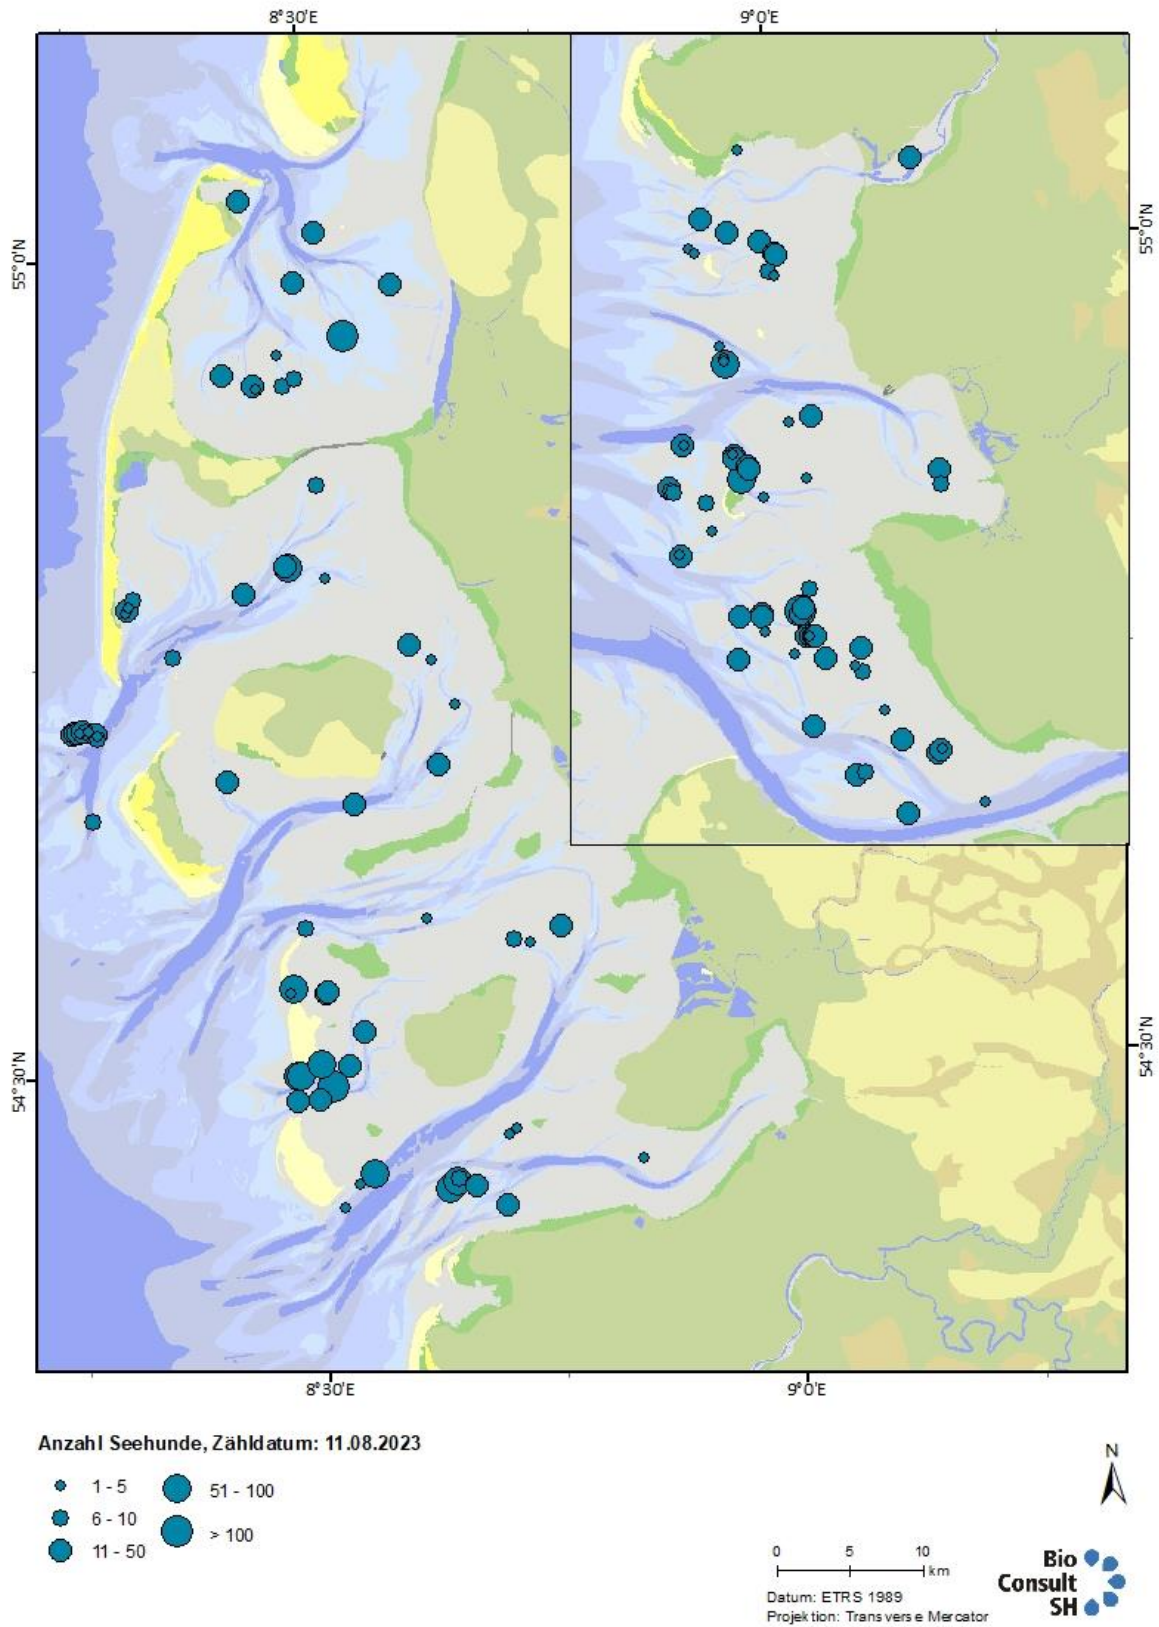 8°30'E
9°0'E
55°0'N
55°0'N
54°30'N
54°30'N
8°30'E
9°0'E
Anzahl Seehunde, Zähldatum: 11.08.2023
1 - 5
51 - 100
6 - 10
> 100
11 - 50
N
0 5 10
km
Datum: ETRS 1989
Projektion: Transverse Mercator
Bio
Consult
SH